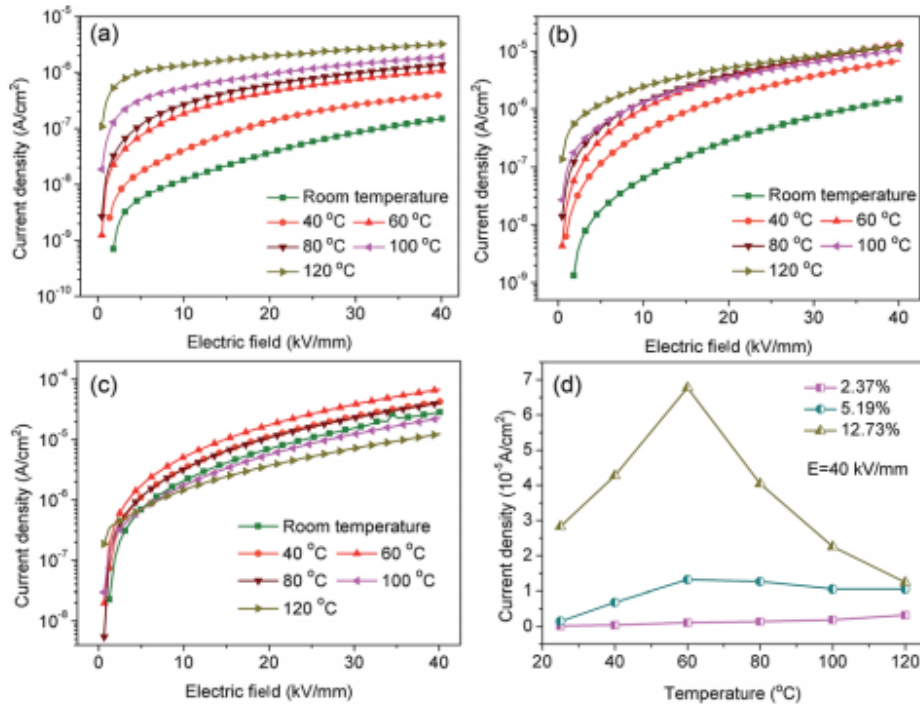 (a)
Current density (A/cm²)
10⁻⁵
10⁻⁶
10⁻⁷
10⁻⁸
10⁻⁹
10⁻¹⁰
Room temperature
40 °C 60 °C
80 °C 100 °C
120 °C
0 10 20 30 40
Electric field (kV/mm)
(b)
Current density (A/cm²)
10⁻⁵
10⁻⁶
10⁻⁷
10⁻⁸
10⁻⁹
Room temperature
40 °C 60 °C
80 °C 100 °C
120 °C
0 10 20 30 40
Electric field (kV/mm)
(c)
Current density (A/cm²)
10⁻⁴
10⁻⁵
10⁻⁶
10⁻⁷
10⁻⁸
Room temperature
40 °C 60 °C
80 °C 100 °C
120 °C
0 10 20 30 40
Electric field (kV/mm)
(d)
Current density (10⁻⁵A/cm²)
7
6
5
4
3
2
1
0
2.37%
5.19%
12.73%
E=40 kV/mm
20 40 60 80 100 120
Temperature (°C)